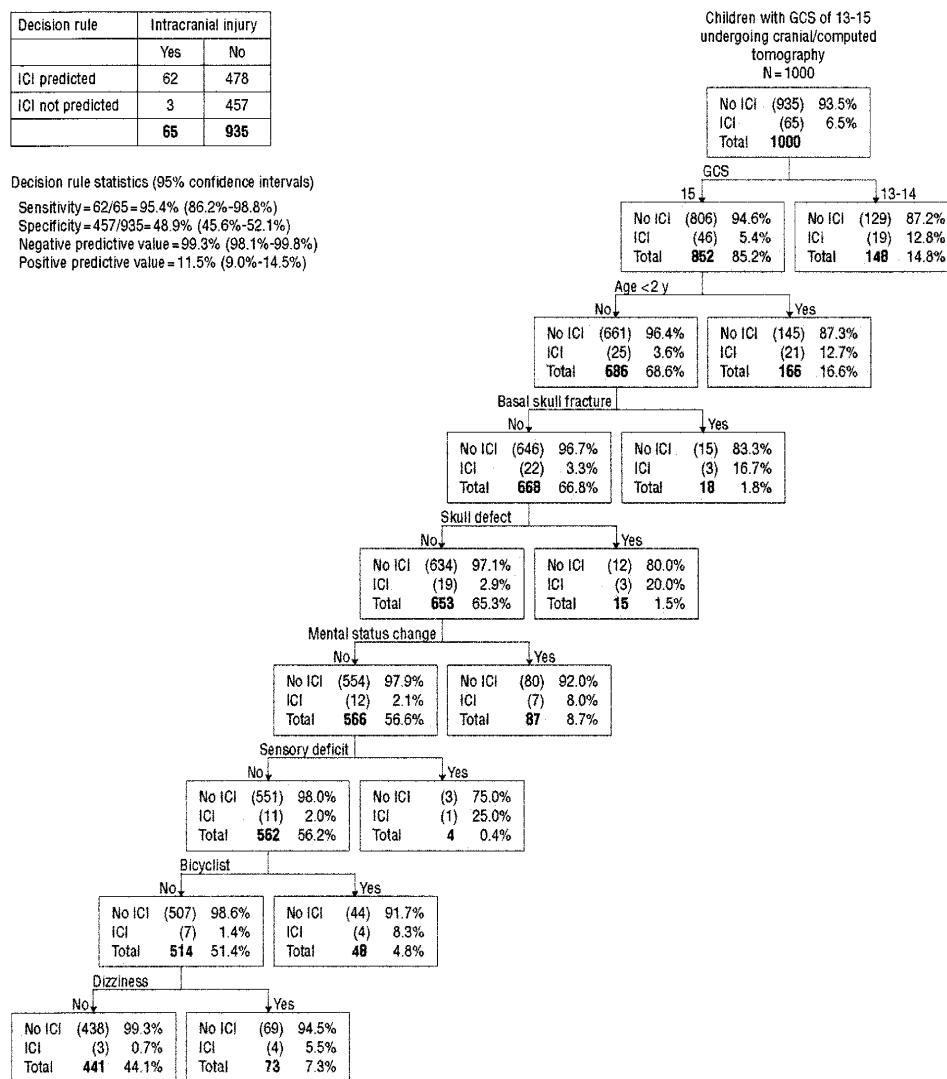 Decision rule Intracranial injury
Yes No
ICI predicted 62 478
ICI not predicted 3 457
65 935
Decision rule statistics (95% confidence intervals)
Sensitivity=62/65=95.4% (86.2%-98.8%)
Specificity=457/935=48.9% (45.6%-52.1%)
Negative predictive value=99.3% (98.1%-99.8%)
Positive predictive value=11.5% (9.0%-14.5%)
Children with GCS of 13-15
undergoing cranial/computed
tomography
N=1000
No ICI (935) 93.5%
ICI (65) 6.5%
Total 1000
GCS
15 13-14
No ICI (806) 94.6% No ICI (129) 87.2%
ICI (46) 5.4% ICI (19) 12.8%
Total 852 85.2% Total 148 14.8%
Age <2 y
No Yes
No ICI (661) 96.4% No ICI (145) 87.3%
ICI (25) 3.6% ICI (21) 12.7%
Total 686 68.6% Total 166 16.6%
Basal skull fracture
No Yes
No ICI (646) 96.7% No ICI (15) 83.3%
ICI (22) 3.3% ICI (3) 16.7%
Total 668 66.8% Total 18 1.8%
Skull defect
No Yes
No ICI (634) 97.1% No ICI (12) 80.0%
ICI (19) 2.9% ICI (3) 20.0%
Total 653 65.3% Total 15 1.5%
Mental status change
No Yes
No ICI (554) 97.9% No ICI (80) 92.0%
ICI (12) 2.1% ICI (7) 8.0%
Total 566 56.6% Total 87 8.7%
Sensory deficit
No Yes
No ICI (551) 98.0% No ICI (3) 75.0%
ICI (11) 2.0% ICI (1) 25.0%
Total 562 56.2% Total 4 0.4%
Bicyclist
No Yes
No ICI (507) 98.6% No ICI (44) 91.7%
ICI (7) 1.4% ICI (4) 8.3%
Total 514 51.4% Total 48 4.8%
Dizziness
No Yes
No ICI (438) 99.3% No ICI (69) 94.5%
ICI (3) 0.7% ICI (4) 5.5%
Total 441 44.1% Total 73 7.3%